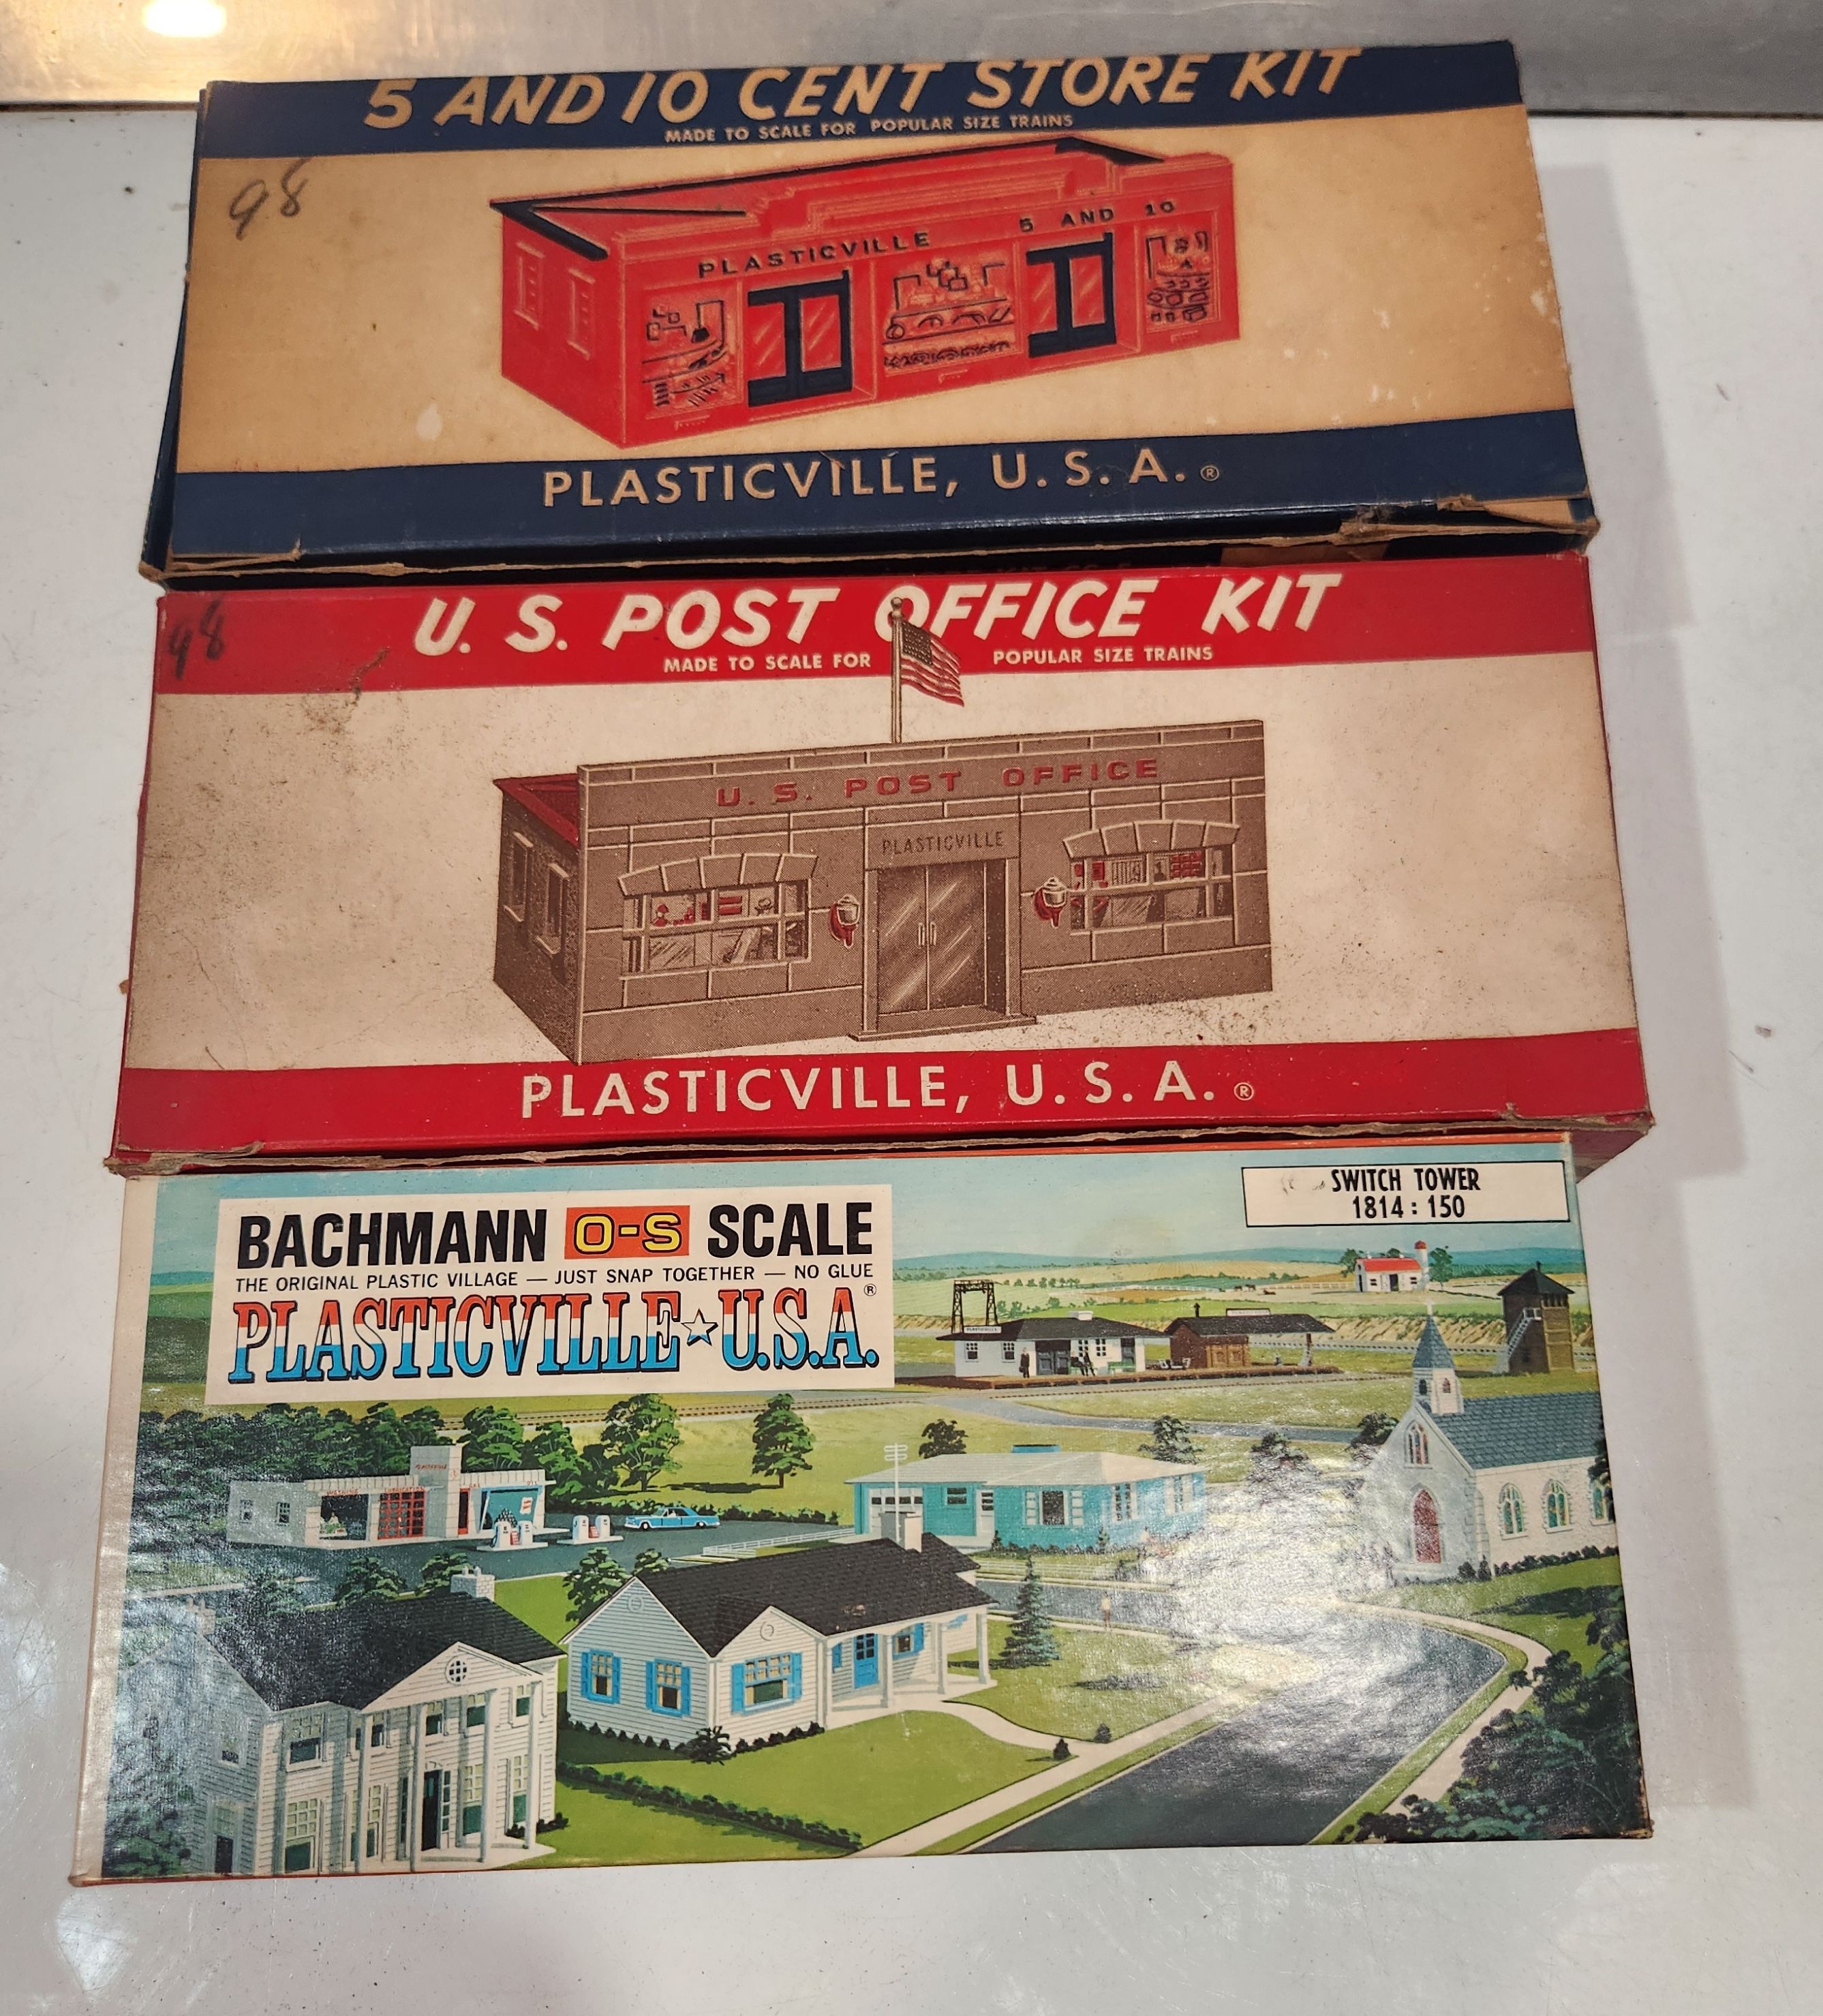 5 AND 10 CENT STORE KIT
MADE TO SCALE FOR POPULAR SIZE TRAINS
98
PLASTICVILLE 5 AND 10
PLASTICVILLE, U.S.A.®
U. S. POST OFFICE KIT
98
MADE TO SCALE FOR POPULAR SIZE TRAINS
U. S. POST OFFICE
PLASTICVILLE
PLASTICVILLE, U.S.A.®
SWITCH TOWER
1814 : 150
BACHMANN O-S SCALE
THE ORIGINAL PLASTIC VILLAGE — JUST SNAP TOGETHER — NO GLUE
PLASTICVILLE☆U.S.A.®